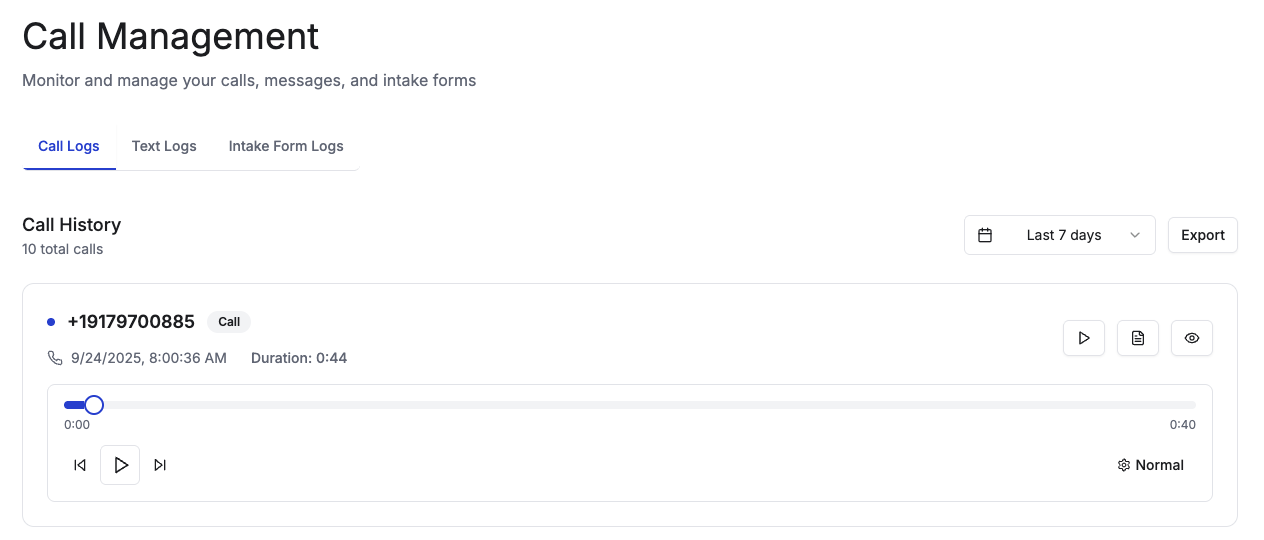 Call Management
Monitor and manage your calls, messages, and intake forms
Call Logs Text Logs Intake Form Logs
Call History
10 total calls
Last 7 days
Export
+19179700885 Call
9/24/2025, 8:00:36 AM Duration: 0:44
0:00 0:40
Normal